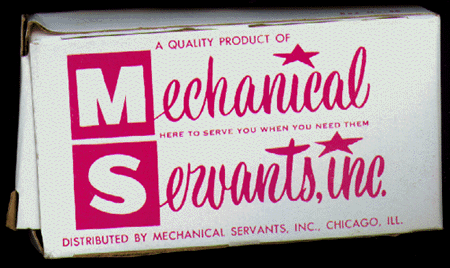 A QUALITY PRODUCT OF
Mechanical
HERE TO SERVE YOU WHEN YOU NEED THEM
Servants, inc.
DISTRIBUTED BY MECHANICAL SERVANTS, INC., CHICAGO, ILL.